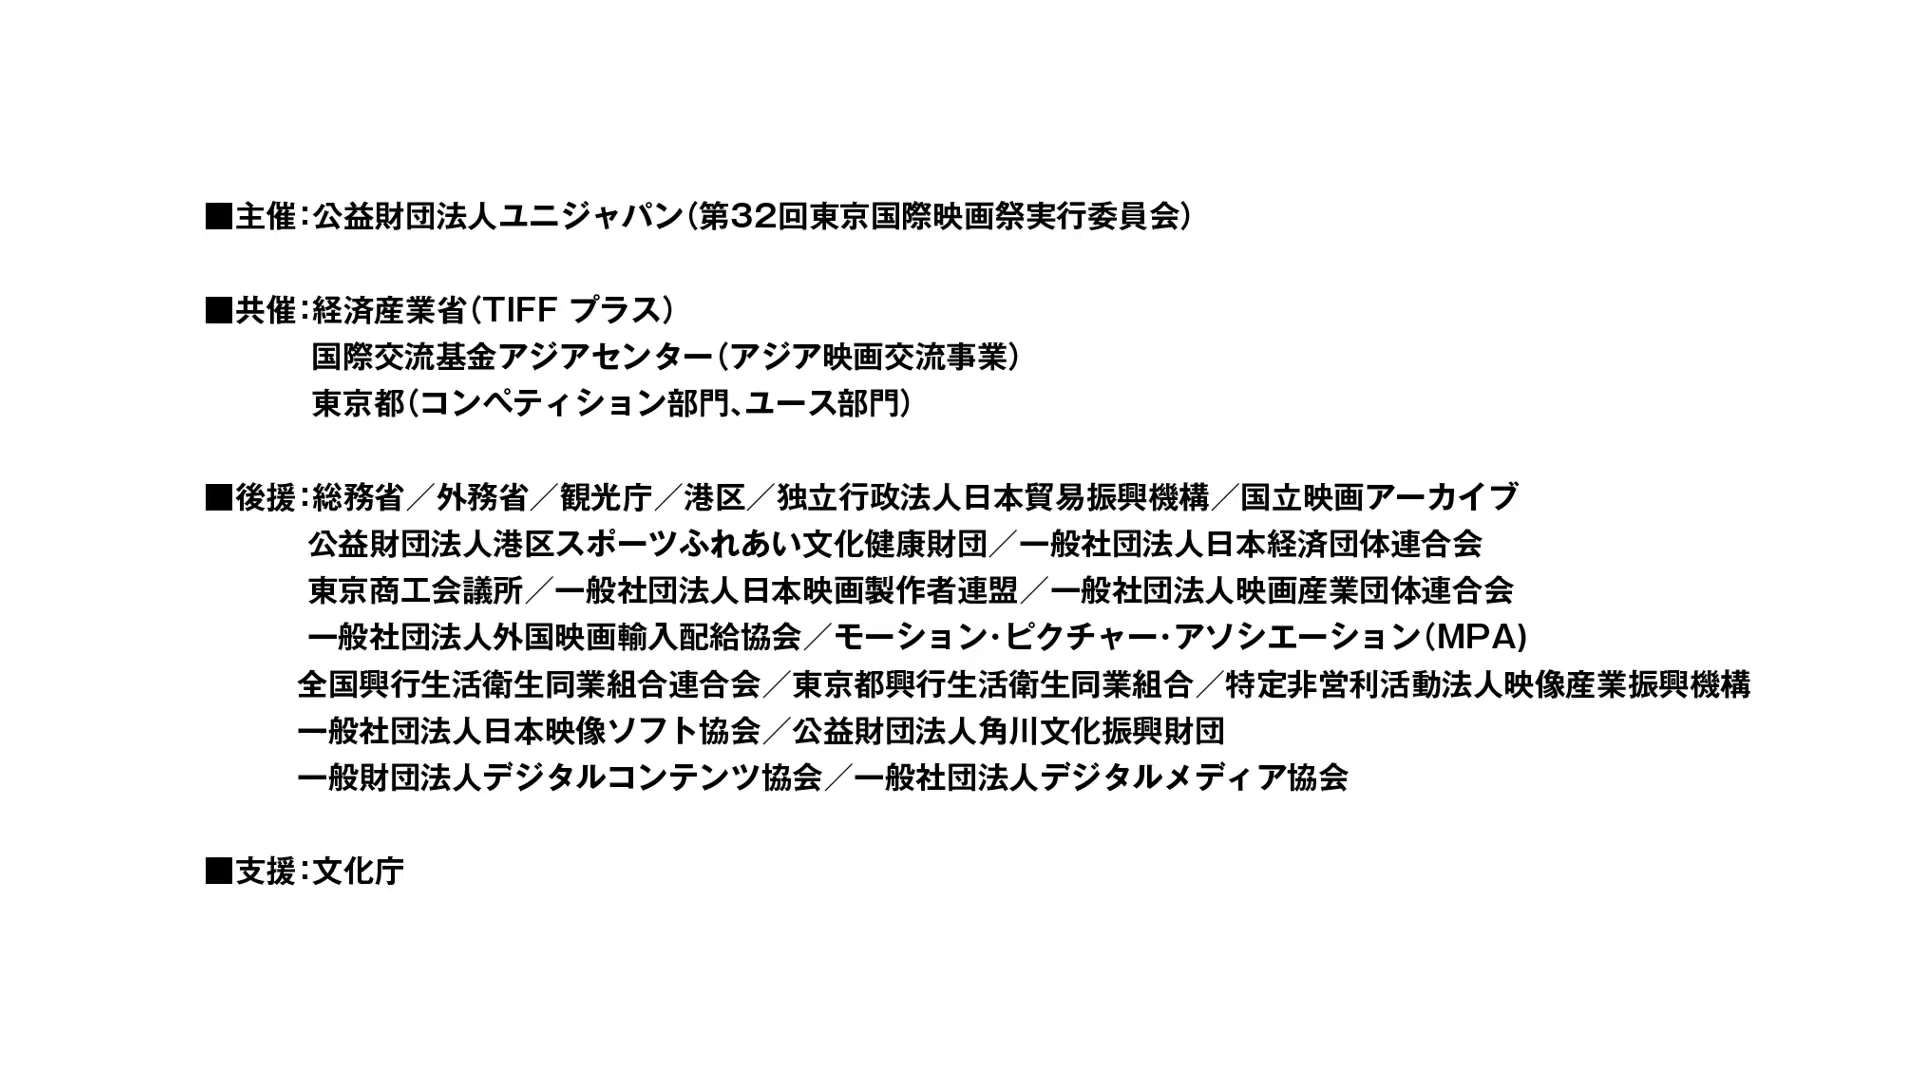 ■主催：公益財団法人ユニジャパン（第32回東京国際映画祭実行委員会）
■共催：経済産業省（TIFF プラス）
国際交流基金アジアセンター（アジア映画交流事業）
東京都（コンペティション部門、ユース部門）
■後援：総務省／外務省／観光庁／港区／独立行政法人日本貿易振興機構／国立映画アーカイブ
公益財団法人港区スポーツふれあい文化健康財団／一般社団法人日本経済団体連合会
東京商工会議所／一般社団法人日本映画製作者連盟／一般社団法人映画産業団体連合会
一般社団法人外国映画輸入配給協会／モーション・ピクチャー・アソシエーション（MPA)
全国興行生活衛生同業組合連合会／東京都興行生活衛生同業組合／特定非営利活動法人映像産業振興機構
一般社団法人日本映像ソフト協会／公益財団法人角川文化振興財団
一般財団法人デジタルコンテンツ協会／一般社団法人デジタルメディア協会
■支援：文化庁